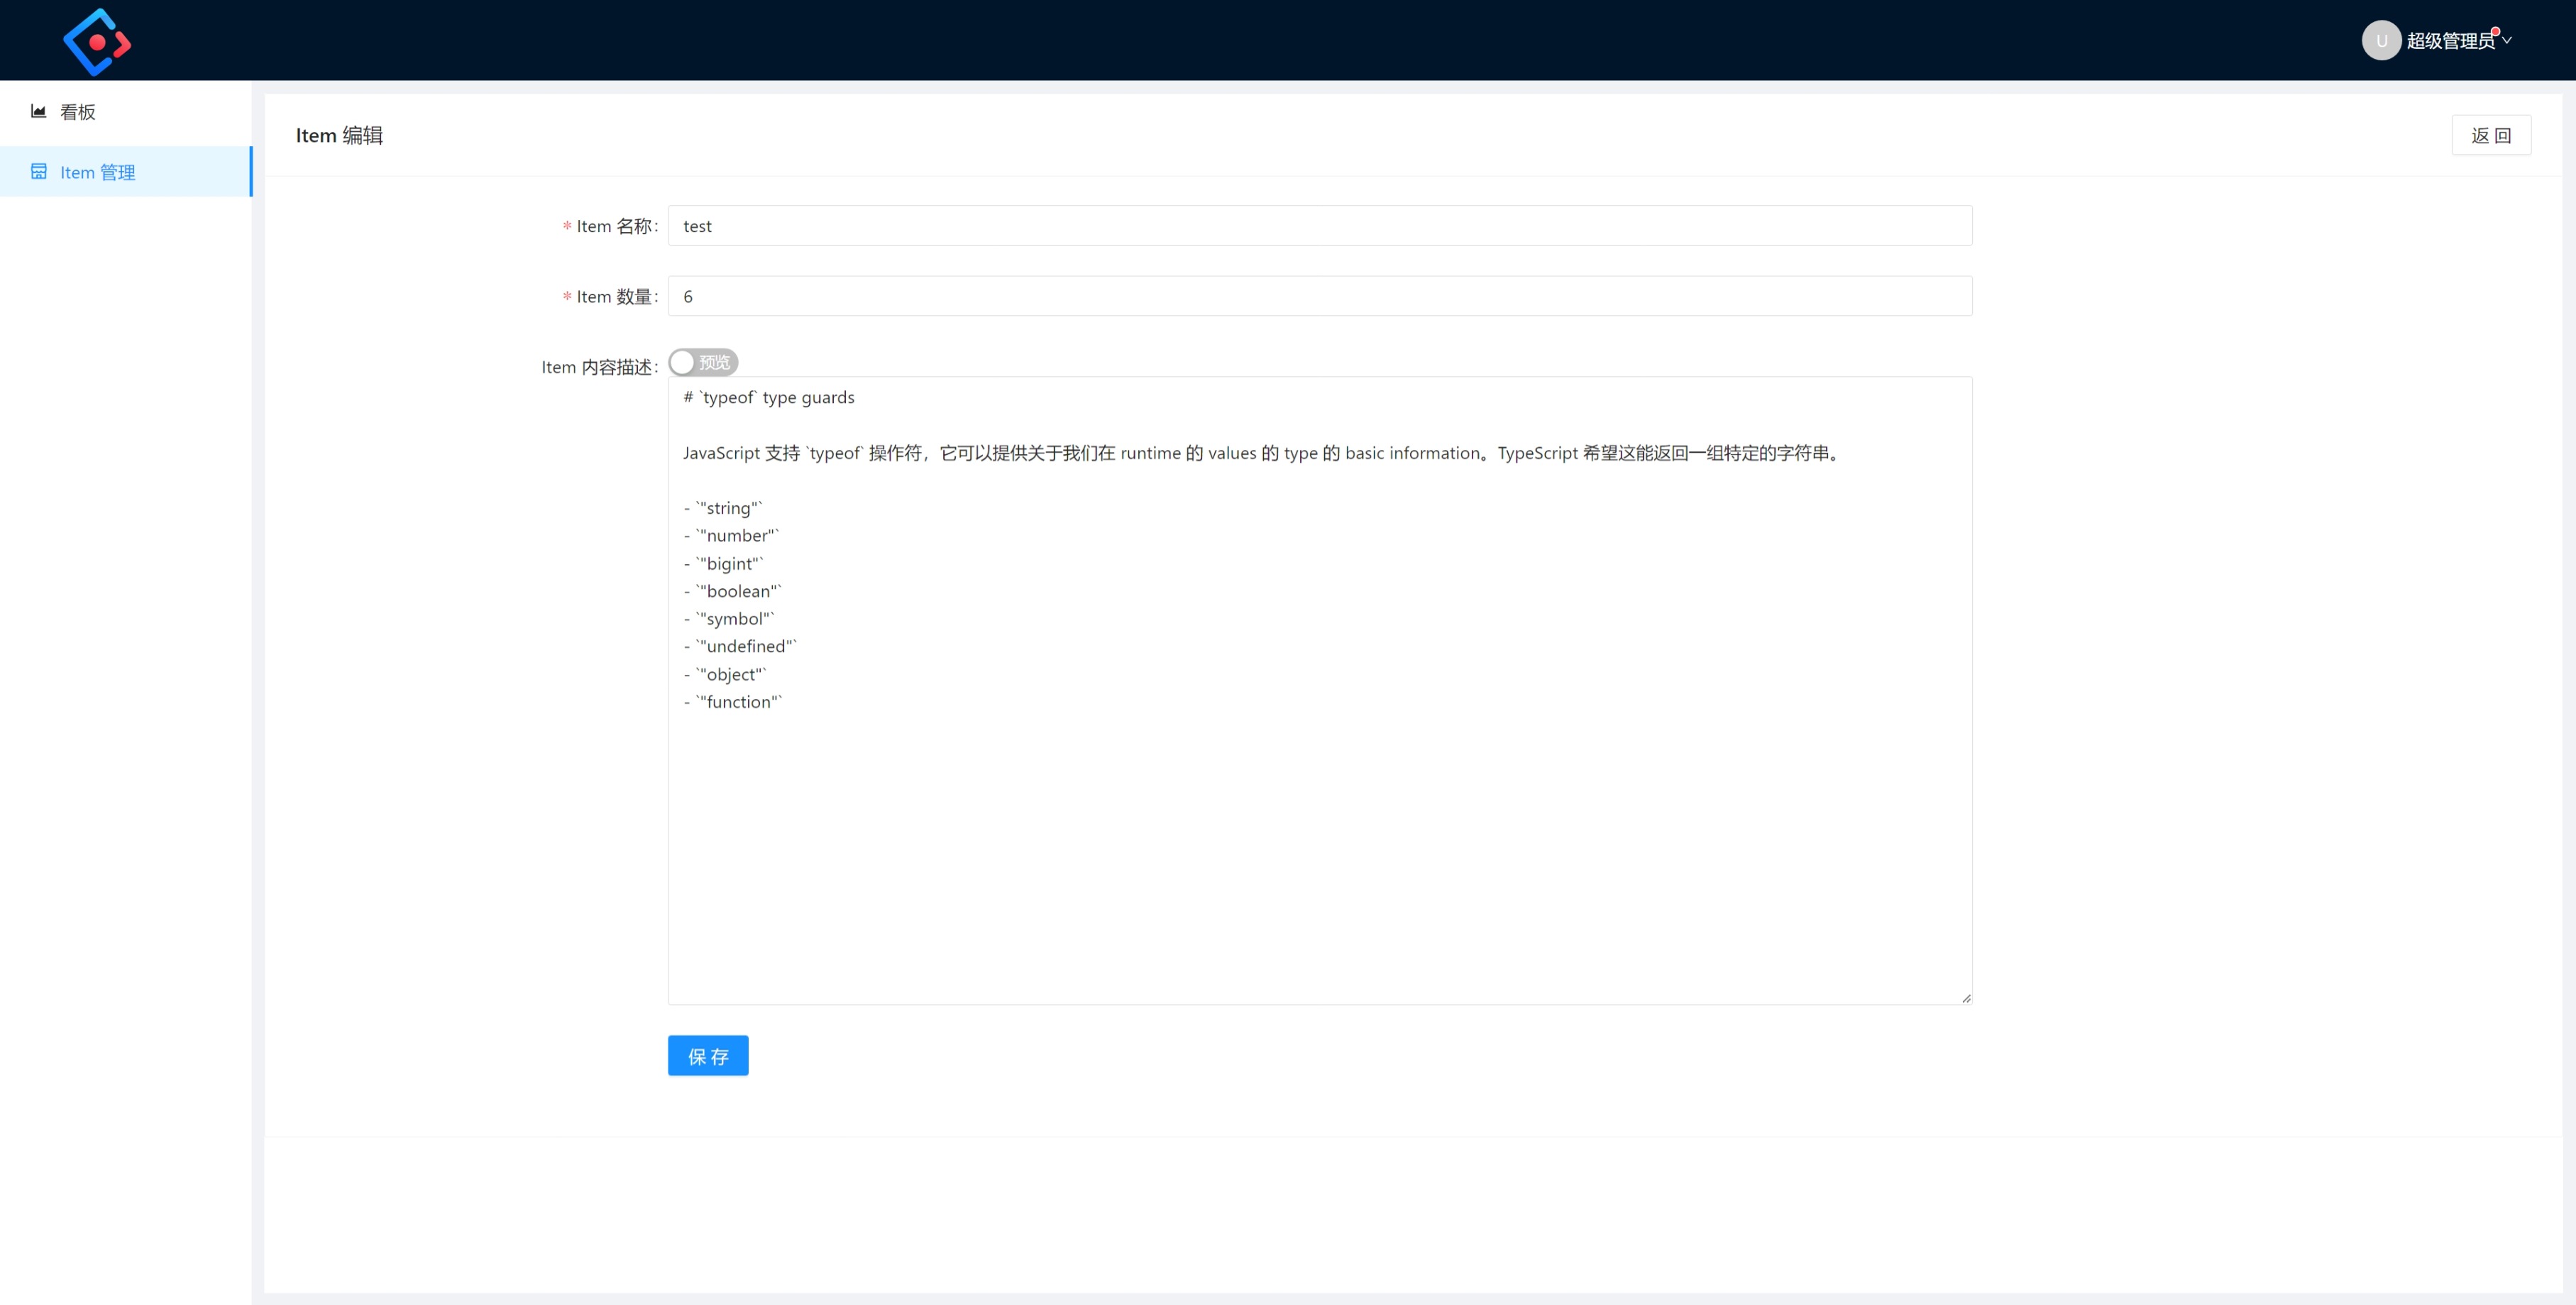 U 超级管理员
看板
Item 管理
Item 编辑
返 回
* Item 名称:
test
* Item 数量:
6
Item 内容描述:
预览
# `typeof` type guards
JavaScript 支持 `typeof` 操作符，它可以提供关于我们在 runtime 的 values 的 type 的 basic information。TypeScript 希望这能返回一组特定的字符串。
- `"string"`
- `"number"`
- `"bigint"`
- `"boolean"`
- `"symbol"`
- `"undefined"`
- `"object"`
- `"function"`
保 存